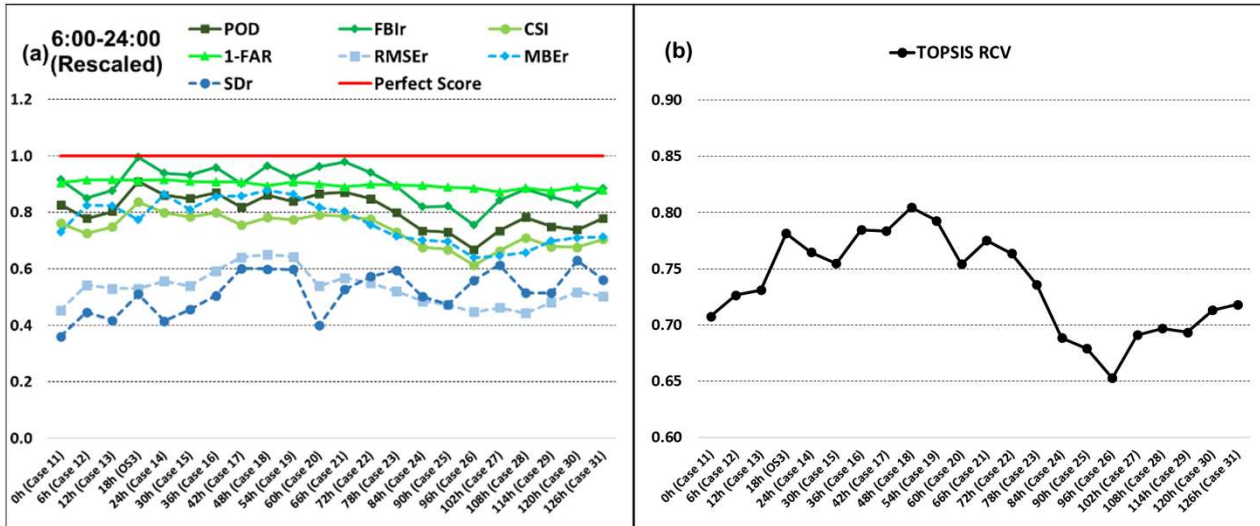 (a) 6:00-24:00
(Rescaled)
POD
FBIr
CSI
1-FAR
RMSEr
MBEr
SDr
Perfect Score
1.2
1.0
0.8
0.6
0.4
0.2
0.0
0h (Case 11)
6h (Case 12)
12h (Case 13)
18h (OS3)
24h (Case 14)
30h (Case 15)
36h (Case 16)
42h (Case 17)
48h (Case 18)
54h (Case 19)
60h (Case 20)
66h (Case 21)
72h (Case 22)
78h (Case 23)
84h (Case 24)
90h (Case 25)
96h (Case 26)
102h (Case 27)
108h (Case 28)
114h (Case 29)
120h (Case 30)
126h (Case 31)
(b)
TOPSIS RCV
0.90
0.85
0.80
0.75
0.70
0.65
0.60
0h (Case 11)
6h (Case 12)
12h (Case 13)
18h (OS3)
24h (Case 14)
30h (Case 15)
36h (Case 16)
42h (Case 17)
48h (Case 18)
54h (Case 19)
60h (Case 20)
66h (Case 21)
72h (Case 22)
78h (Case 23)
84h (Case 24)
90h (Case 25)
96h (Case 26)
102h (Case 27)
108h (Case 28)
114h (Case 29)
120h (Case 30)
126h (Case 31)